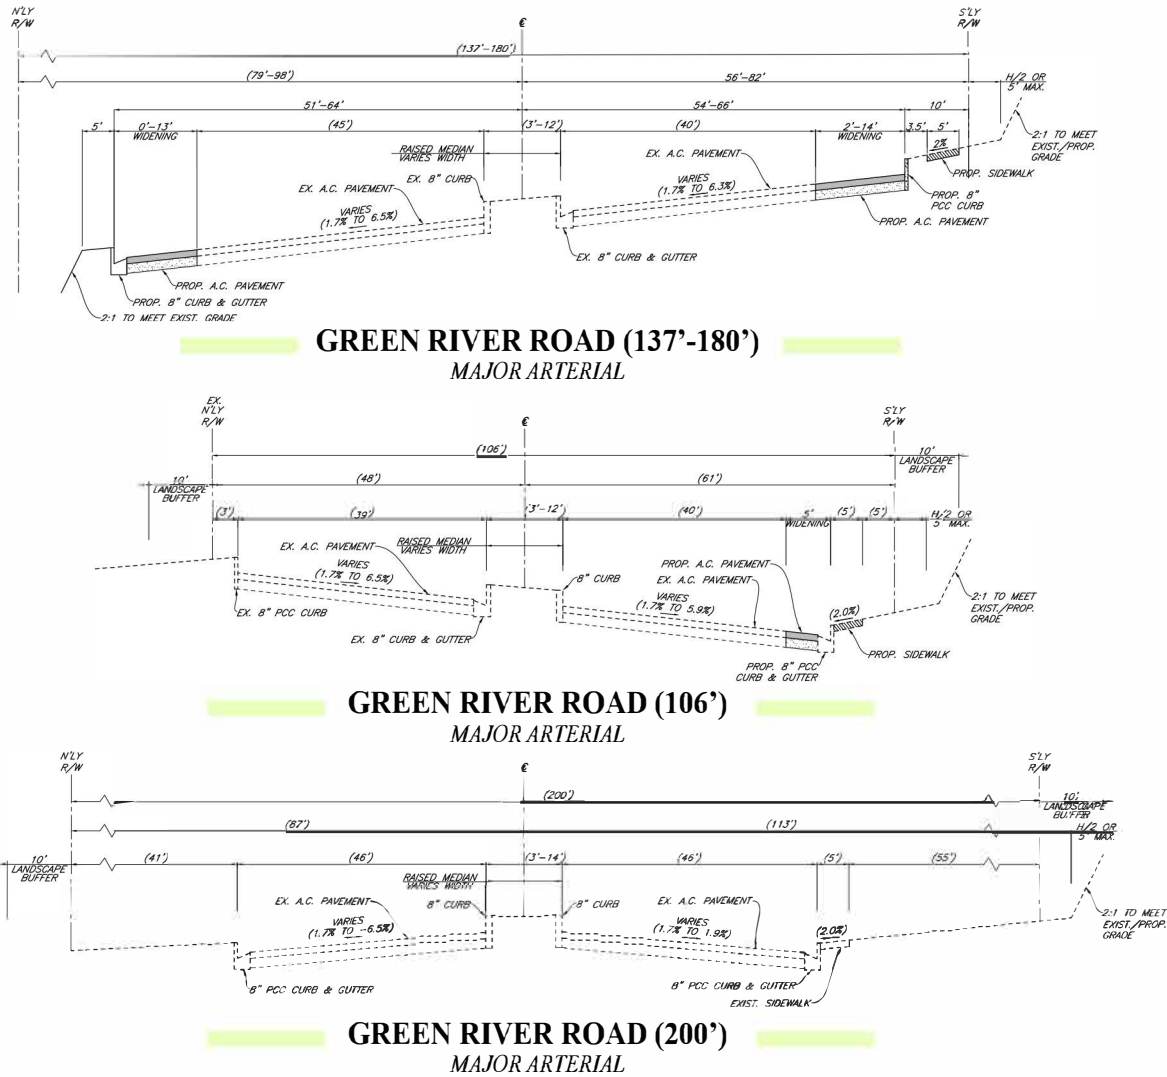 N'LY
R/W
℄
S'LY
R/W
(137'-180')
(79'-98')
56'-82'
H/2 OR
5' MAX.
51'-64'
54'-66'
10'
5'
0'-13'
WIDENING
(45')
(3'-12')
(40')
2'-14'
WIDENING
3.5'
5'
2:1 TO MEET
EXIST./PROP.
GRADE
RAISED MEDIAN
VARIES WIDTH
2%
PROP. SIDEWALK
EX. 8" CURB
EX. A.C. PAVEMENT
EX. A.C. PAVEMENT
VARIES
(1.7% TO 6.3%)
PROP. 8"
PCC CURB
VARIES
(1.7% TO 6.5%)
PROP. A.C. PAVEMENT
EX. 8" CURB & GUTTER
PROP. A.C. PAVEMENT
PROP. 8" CURB & GUTTER
2:1 TO MEET EXIST. GRADE
GREEN RIVER ROAD (137'-180')
MAJOR ARTERIAL
EX.
N'LY
R/W
℄
S'LY
R/W
(106')
10'
LANDSCAPE
BUFFER
10'
LANDSCAPE
BUFFER
(48')
(61')
(3')
(39')
(3'-12')
(40')
5'
WIDENING
(5')
(5')
H/2 OR
5' MAX.
RAISED MEDIAN
VARIES WIDTH
EX. A.C. PAVEMENT
VARIES
(1.7% TO 6.5%)
8" CURB
PROP. A.C. PAVEMENT
EX. A.C. PAVEMENT
VARIES
(1.7% TO 5.9%)
2:1 TO MEET
EXIST./PROP.
GRADE
EX. 8" PCC CURB
(2.0%)
EX. 8" CURB & GUTTER
PROP. SIDEWALK
PROP. 8" PCC
CURB & GUTTER
GREEN RIVER ROAD (106')
MAJOR ARTERIAL
N'LY
R/W
℄
S'LY
R/W
(200')
10'
LANDSCAPE
BUFFER
(87')
(113')
H/2 OR
5' MAX.
10'
LANDSCAPE
BUFFER
(41')
(46')
(3'-14')
(46')
(5')
(55')
RAISED MEDIAN
VARIES WIDTH
EX. A.C. PAVEMENT
8" CURB
8" CURB
EX. A.C. PAVEMENT
VARIES
(1.7% TO -6.5%)
VARIES
(1.7% TO 1.9%)
(2.0%)
2:1 TO MEET
EXIST./PROP.
GRADE
8" PCC CURB & GUTTER
8" PCC CURB & GUTTER
EXIST. SIDEWALK
GREEN RIVER ROAD (200')
MAJOR ARTERIAL